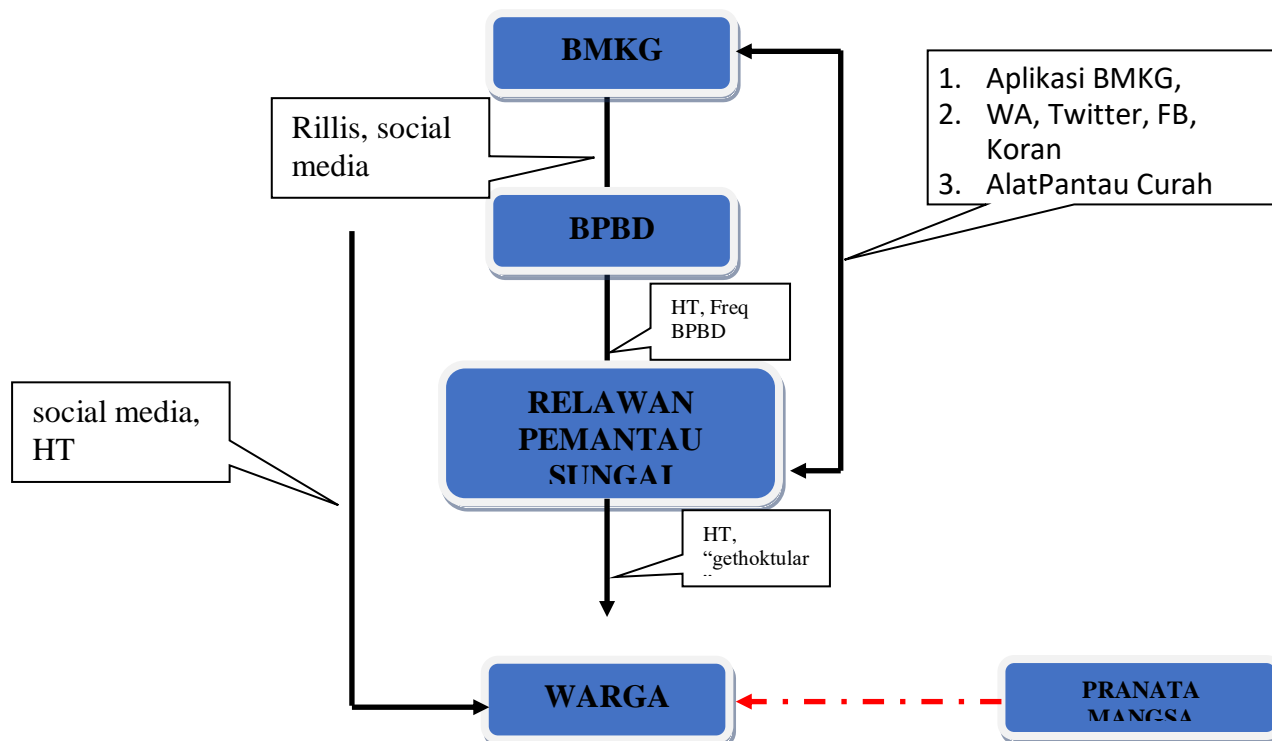 BMKG
1. Aplikasi BMKG,
2. WA, Twitter, FB,
Koran
3. AlatPantau Curah
Rillis, social
media
BPBD
HT, Freq
BPBD
RELAWAN
PEMANTAU
SUNGAI
social media,
HT
HT,
“gethoktular
”
WARGA
PRANATA
MANGSA